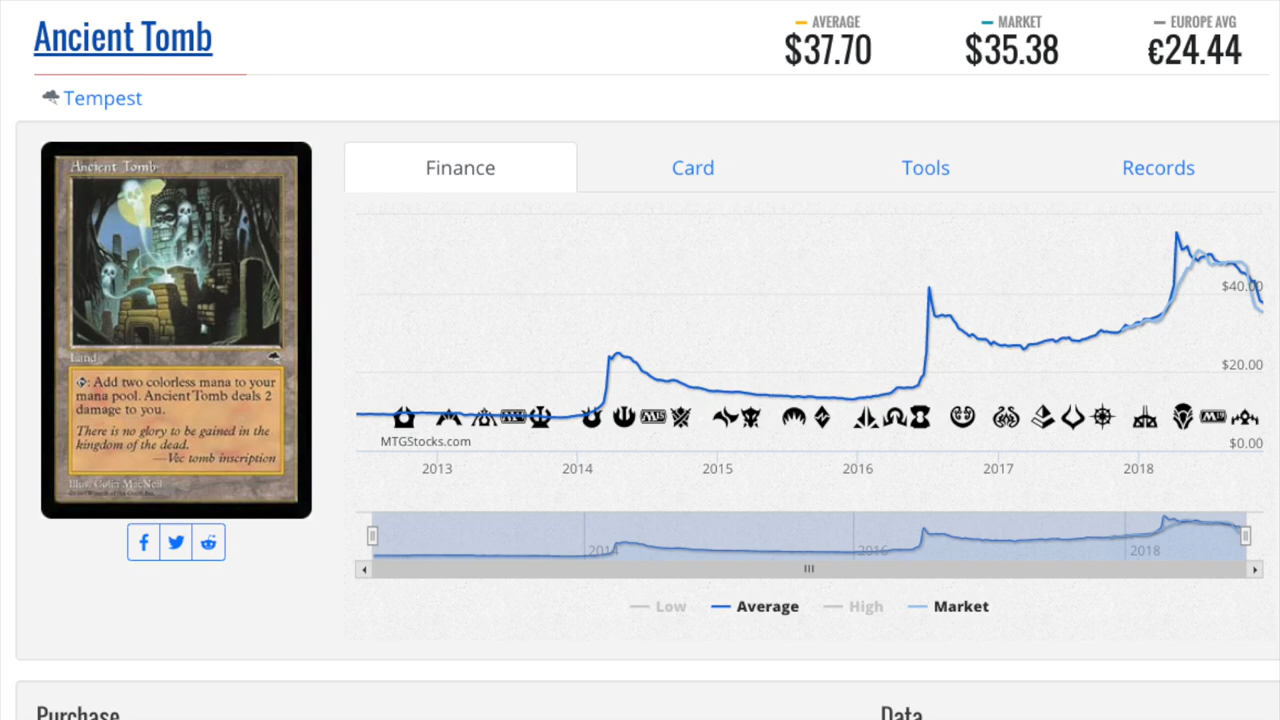 Ancient Tomb
AVERAGE
$37.70
MARKET
$35.38
EUROPE AVG
€24.44
Tempest
Finance
Card
Tools
Records
Ancient Tomb
Land
: Add two colorless mana to your
mana pool. Ancient Tomb deals 2
damage to you.
There is no glory to be gained in the
kingdom of the dead.
—Vec tomb inscription
Illus. Colin MacNeil
$40.00
$20.00
$0.00
MTGStocks.com
2013
2014
2015
2016
2017
2018
2014
2016
2018
Low
Average
High
Market
Purchase
Data